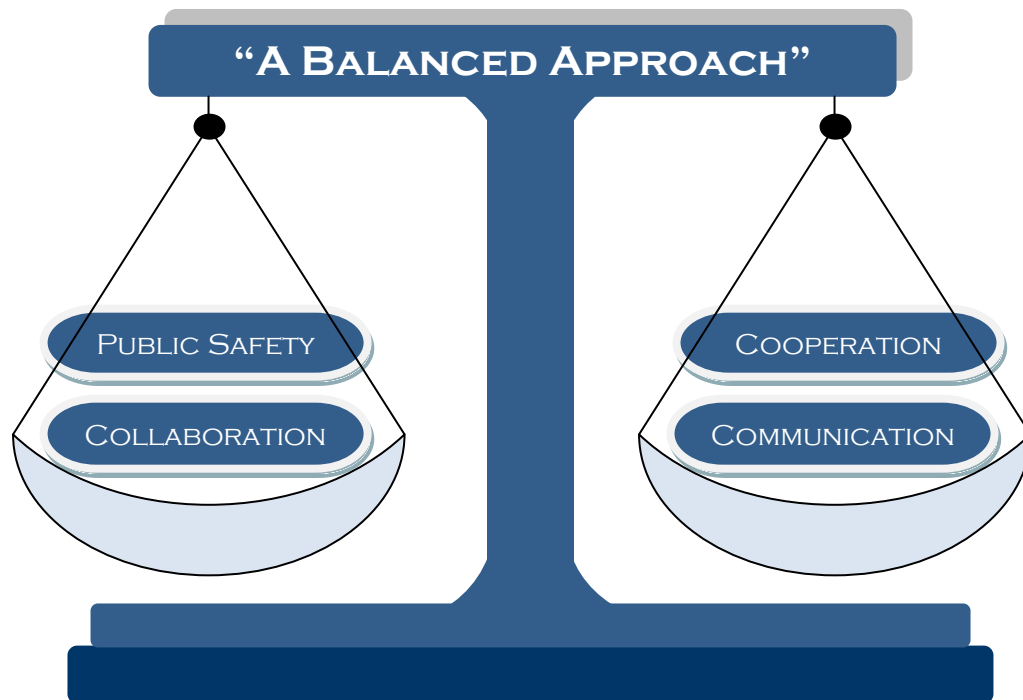 “A Balanced Approach”
Public Safety
Collaboration
Cooperation
Communication